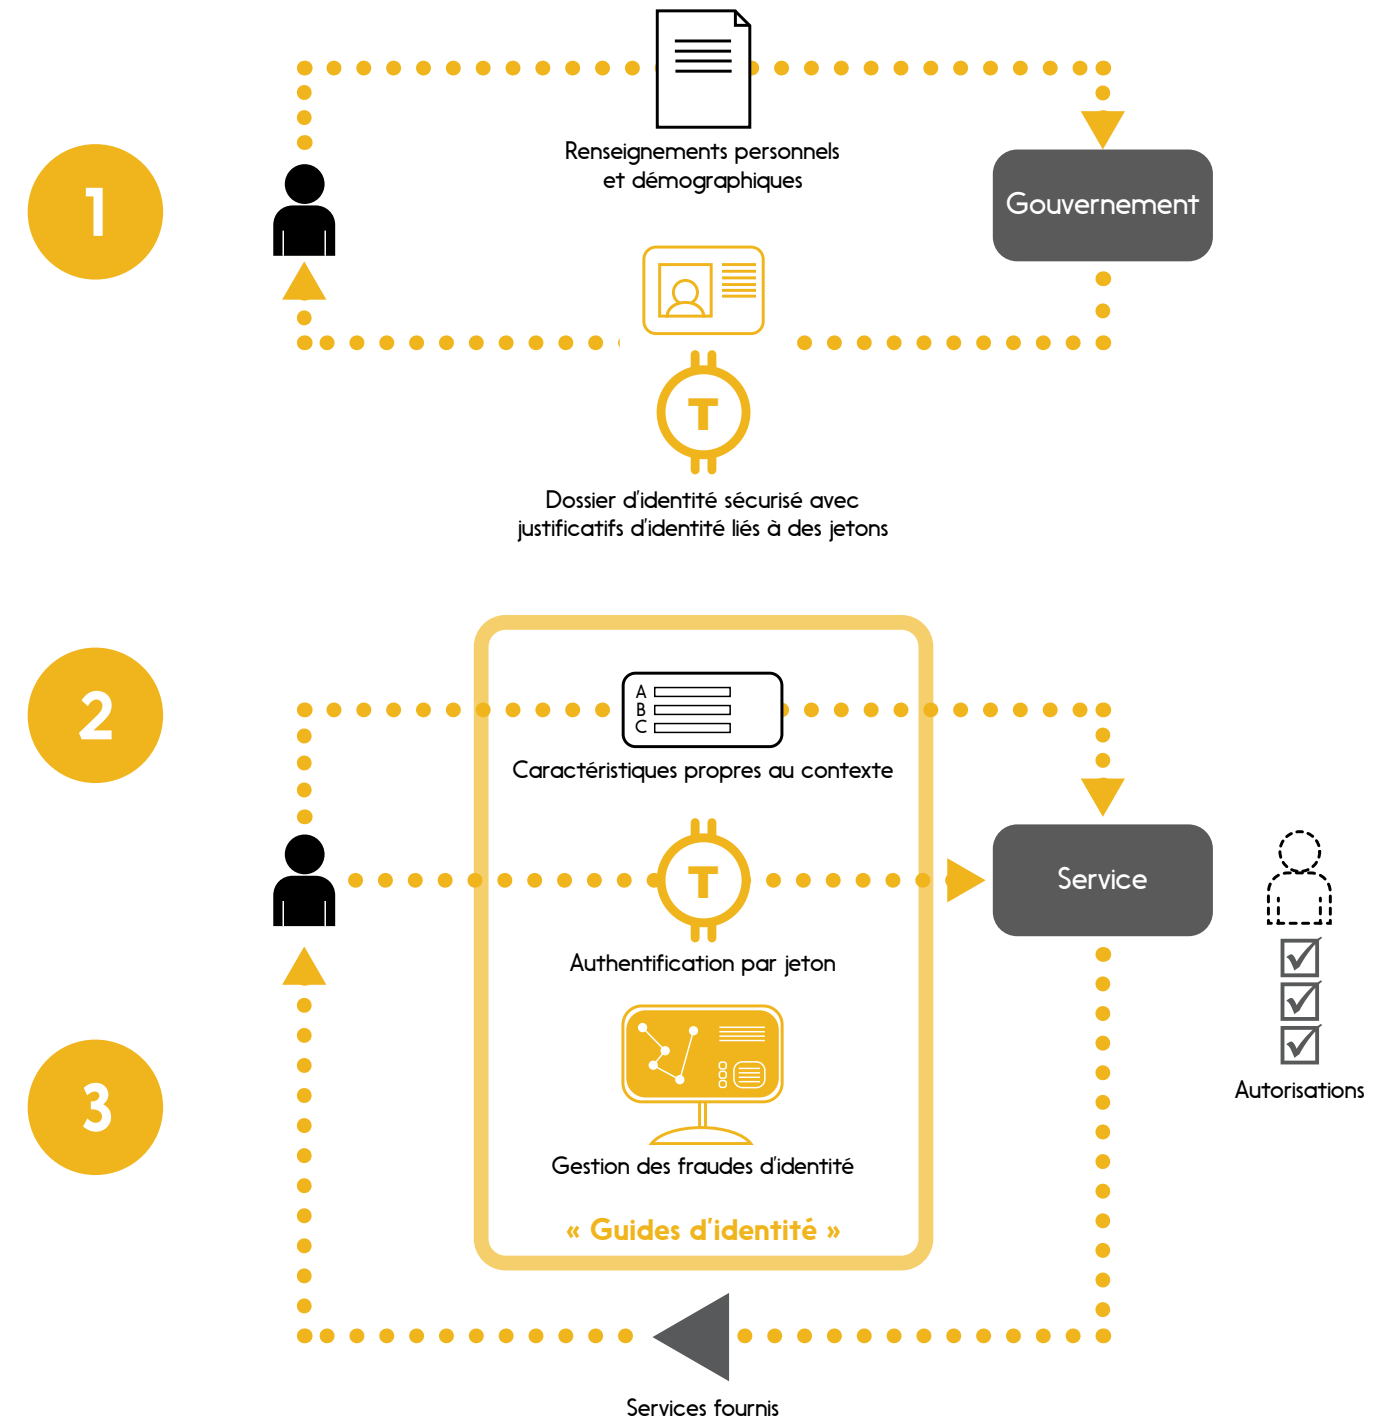 1
Renseignements personnels
et démographiques
Gouvernement
T
Dossier d'identité sécurisé avec
justificatifs d'identité liés à des jetons
2
A
B
C
Caractéristiques propres au contexte
T
Service
Authentification par jeton
3
Autorisations
Gestion des fraudes d'identité
« Guides d'identité »
Services fournis